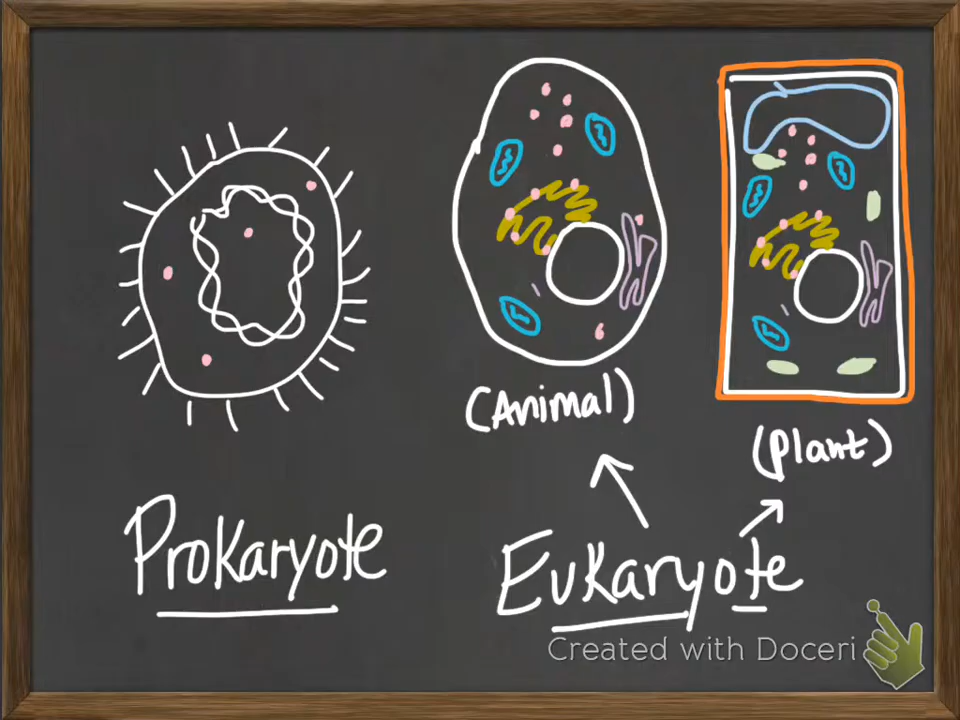 (Animal)
(Plant)
Prokaryote
Eukaryote
Created with Doceri